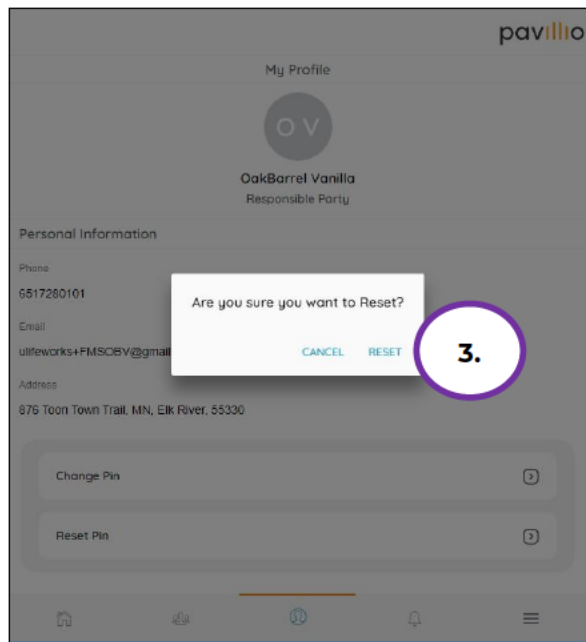 pavillio
My Profile
O V
OakBarrel Vanilla
Responsible Party
Personal Information
Phone
6517280101
Are you sure you want to Reset?
Email
ulifeworks+FMSOBV@gmail
CANCEL RESET
3.
Address
876 Toon Town Trail, MN, Elk River, 55330
Change Pin
Reset Pin